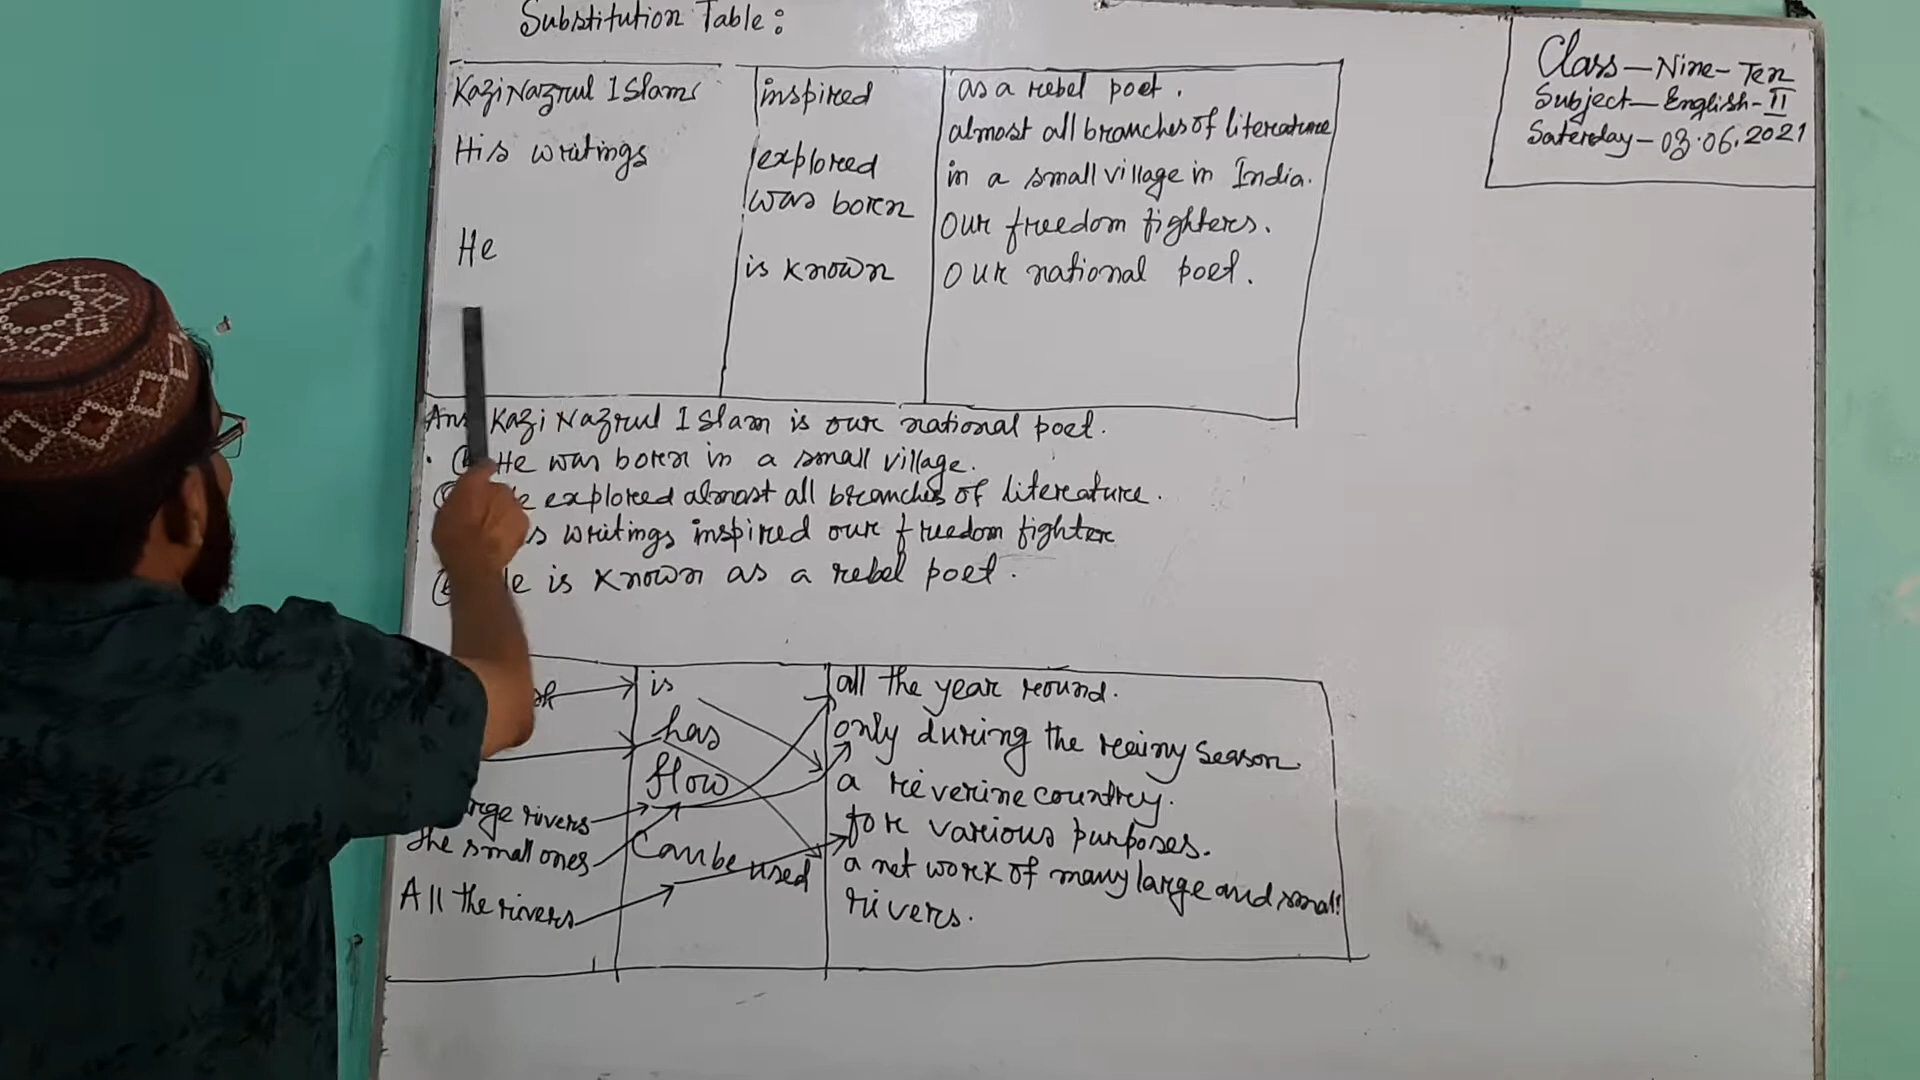 Substitution Table:
Class-Nine-Ten
Subject-English-II
Saterday-03.06.2021
Kazi Nazrul Islam is
inspired
as a rebel poet.
His writings
explored
almost all branches of literature
was born
in a small village in India.
He
our freedom fighters.
is known
our national poet.
Ans Kazi Nazrul Islam is our national poet.
He was born in a small village.
explored almost all branches of literature.
writings inspired our freedom fighter
is known as a rebel poet.
is
all the year round.
has
only during the rainy season.
flow
a reverine country.
rivers
for various purposes.
the small ones
Can be used
a net work of many large and small
All the rivers
rivers.